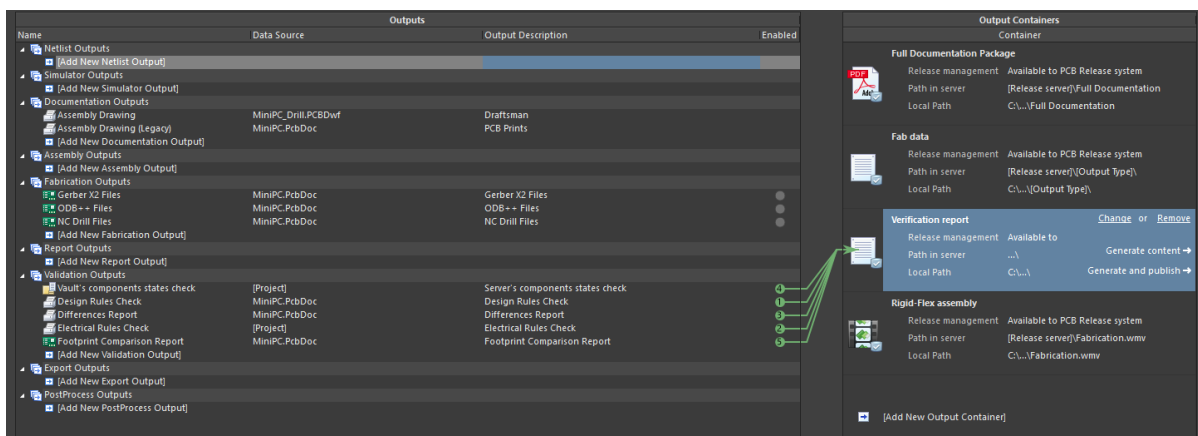 Outputs
Name Data Source Output Description Enabled
Netlist Outputs
[Add New Netlist Output]
Simulator Outputs
[Add New Simulator Output]
Documentation Outputs
Assembly Drawing MiniPC_Drill.PCBDwf Draftsman
Assembly Drawing (Legacy) MiniPC.PcbDoc PCB Prints
[Add New Documentation Output]
Assembly Outputs
[Add New Assembly Output]
Fabrication Outputs
Gerber X2 Files MiniPC.PcbDoc Gerber X2 Files
ODB++ Files MiniPC.PcbDoc ODB++ Files
NC Drill Files MiniPC.PcbDoc NC Drill Files
[Add New Fabrication Output]
Report Outputs
[Add New Report Output]
Validation Outputs
Vault's components states check [Project] Server's components states check 4
Design Rules Check MiniPC.PcbDoc Design Rules Check 1
Differences Report MiniPC.PcbDoc Differences Report 3
Electrical Rules Check [Project] Electrical Rules Check 2
Footprint Comparison Report MiniPC.PcbDoc Footprint Comparison Report 5
[Add New Validation Output]
Export Outputs
[Add New Export Output]
PostProcess Outputs
[Add New PostProcess Output]
Output Containers
Container
Full Documentation Package
PDF
Release management Available to PCB Release system
Path in server [Release server]\Full Documentation
Local Path C:\...\Full Documentation
Fab data
Release management Available to PCB Release system
Path in server [Release server]\[Output Type]\
Local Path C:\...\[Output Type]\
Verification report Change or Remove
Release management Available to
Path in server ...\ Generate content
Local Path C:\...\ Generate and publish
Rigid-Flex assembly
Release management Available to PCB Release system
Path in server [Release server]\Fabrication.wmv
Local Path C:\...\Fabrication.wmv
[Add New Output Container]